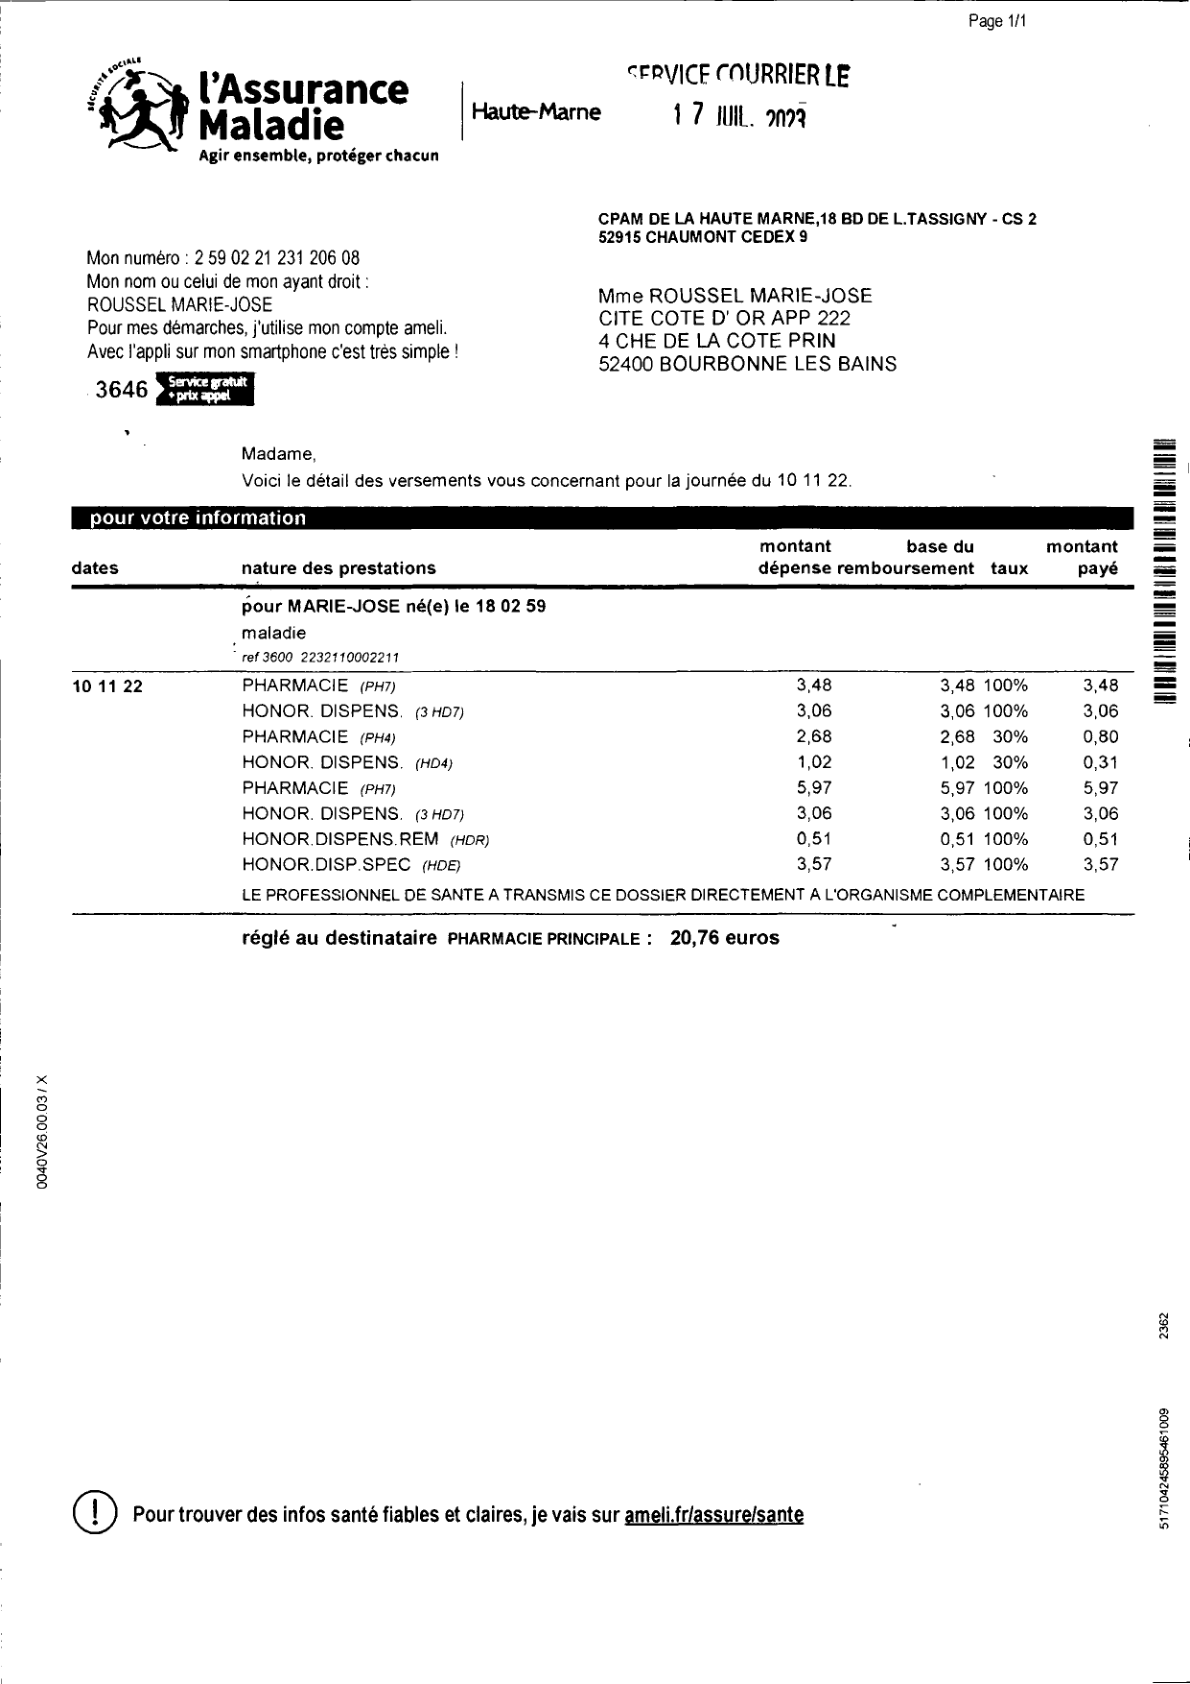 Page 1/1
SÉCURITÉ SOCIALE
l'Assurance
Maladie
Agir ensemble, protéger chacun
Haute-Marne
SERVICE COURRIER LE
17 JUIL. 2023
CPAM DE LA HAUTE MARNE,18 BD DE L.TASSIGNY - CS 2
52915 CHAUMONT CEDEX 9
Mon numéro : 2 59 02 21 231 206 08
Mon nom ou celui de mon ayant droit :
ROUSSEL MARIE-JOSE
Pour mes démarches, j'utilise mon compte ameli.
Avec l'appli sur mon smartphone c'est très simple !
3646 Service gratuit
+ prix appel
Mme ROUSSEL MARIE-JOSE
CITE COTE D' OR APP 222
4 CHE DE LA COTE PRIN
52400 BOURBONNE LES BAINS
Madame,
Voici le détail des versements vous concernant pour la journée du 10 11 22.
pour votre information
montant base du montant
dates nature des prestations dépense remboursement taux payé
pour MARIE-JOSE né(e) le 18 02 59
maladie
ref 3600 2232110002211
10 11 22 PHARMACIE (PH7) 3,48 3,48 100% 3,48
HONOR. DISPENS. (3 HD7) 3,06 3,06 100% 3,06
PHARMACIE (PH4) 2,68 2,68 30% 0,80
HONOR. DISPENS. (HD4) 1,02 1,02 30% 0,31
PHARMACIE (PH7) 5,97 5,97 100% 5,97
HONOR. DISPENS. (3 HD7) 3,06 3,06 100% 3,06
HONOR.DISPENS.REM (HDR) 0,51 0,51 100% 0,51
HONOR.DISP.SPEC (HDE) 3,57 3,57 100% 3,57
LE PROFESSIONNEL DE SANTE A TRANSMIS CE DOSSIER DIRECTEMENT A L'ORGANISME COMPLEMENTAIRE
réglé au destinataire PHARMACIE PRINCIPALE : 20,76 euros
0040V26.00.03 / X
2362
517104245895461009
Pour trouver des infos santé fiables et claires, je vais sur ameli.fr/assure/sante